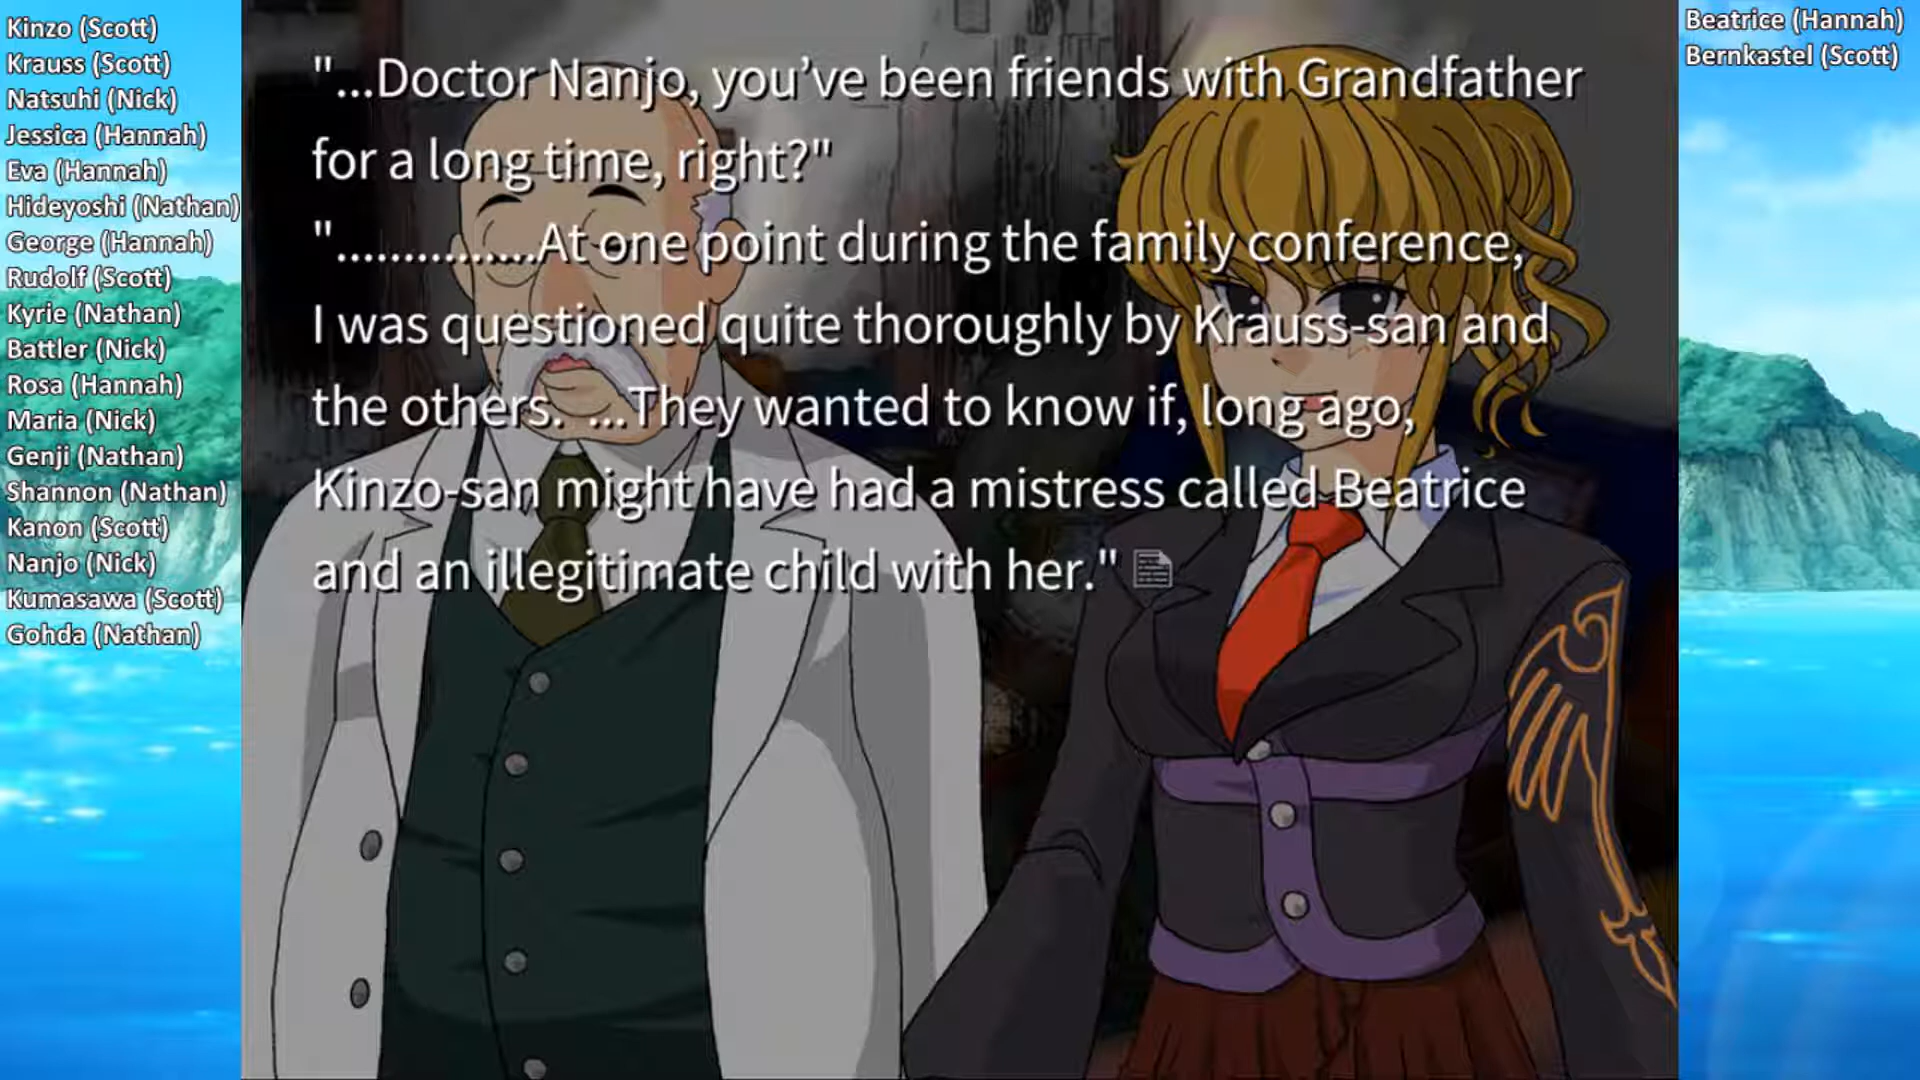 Kinzo (Scott)
Krauss (Scott)
Natsuhi (Nick)
Jessica (Hannah)
Eva (Hannah)
Hideyoshi (Nathan)
George (Hannah)
Rudolf (Scott)
Kyrie (Nathan)
Battler (Nick)
Rosa (Hannah)
Maria (Nick)
Genji (Nathan)
Shannon (Nathan)
Kanon (Scott)
Nanjo (Nick)
Kumasawa (Scott)
Gohda (Nathan)
"...Doctor Nanjo, you've been friends with Grandfather
for a long time, right?"
"...............At one point during the family conference,
I was questioned quite thoroughly by Krauss-san and
the others. ...They wanted to know if, long ago,
Kinzo-san might have had a mistress called Beatrice
and an illegitimate child with her."
Beatrice (Hannah)
Bernkastel (Scott)